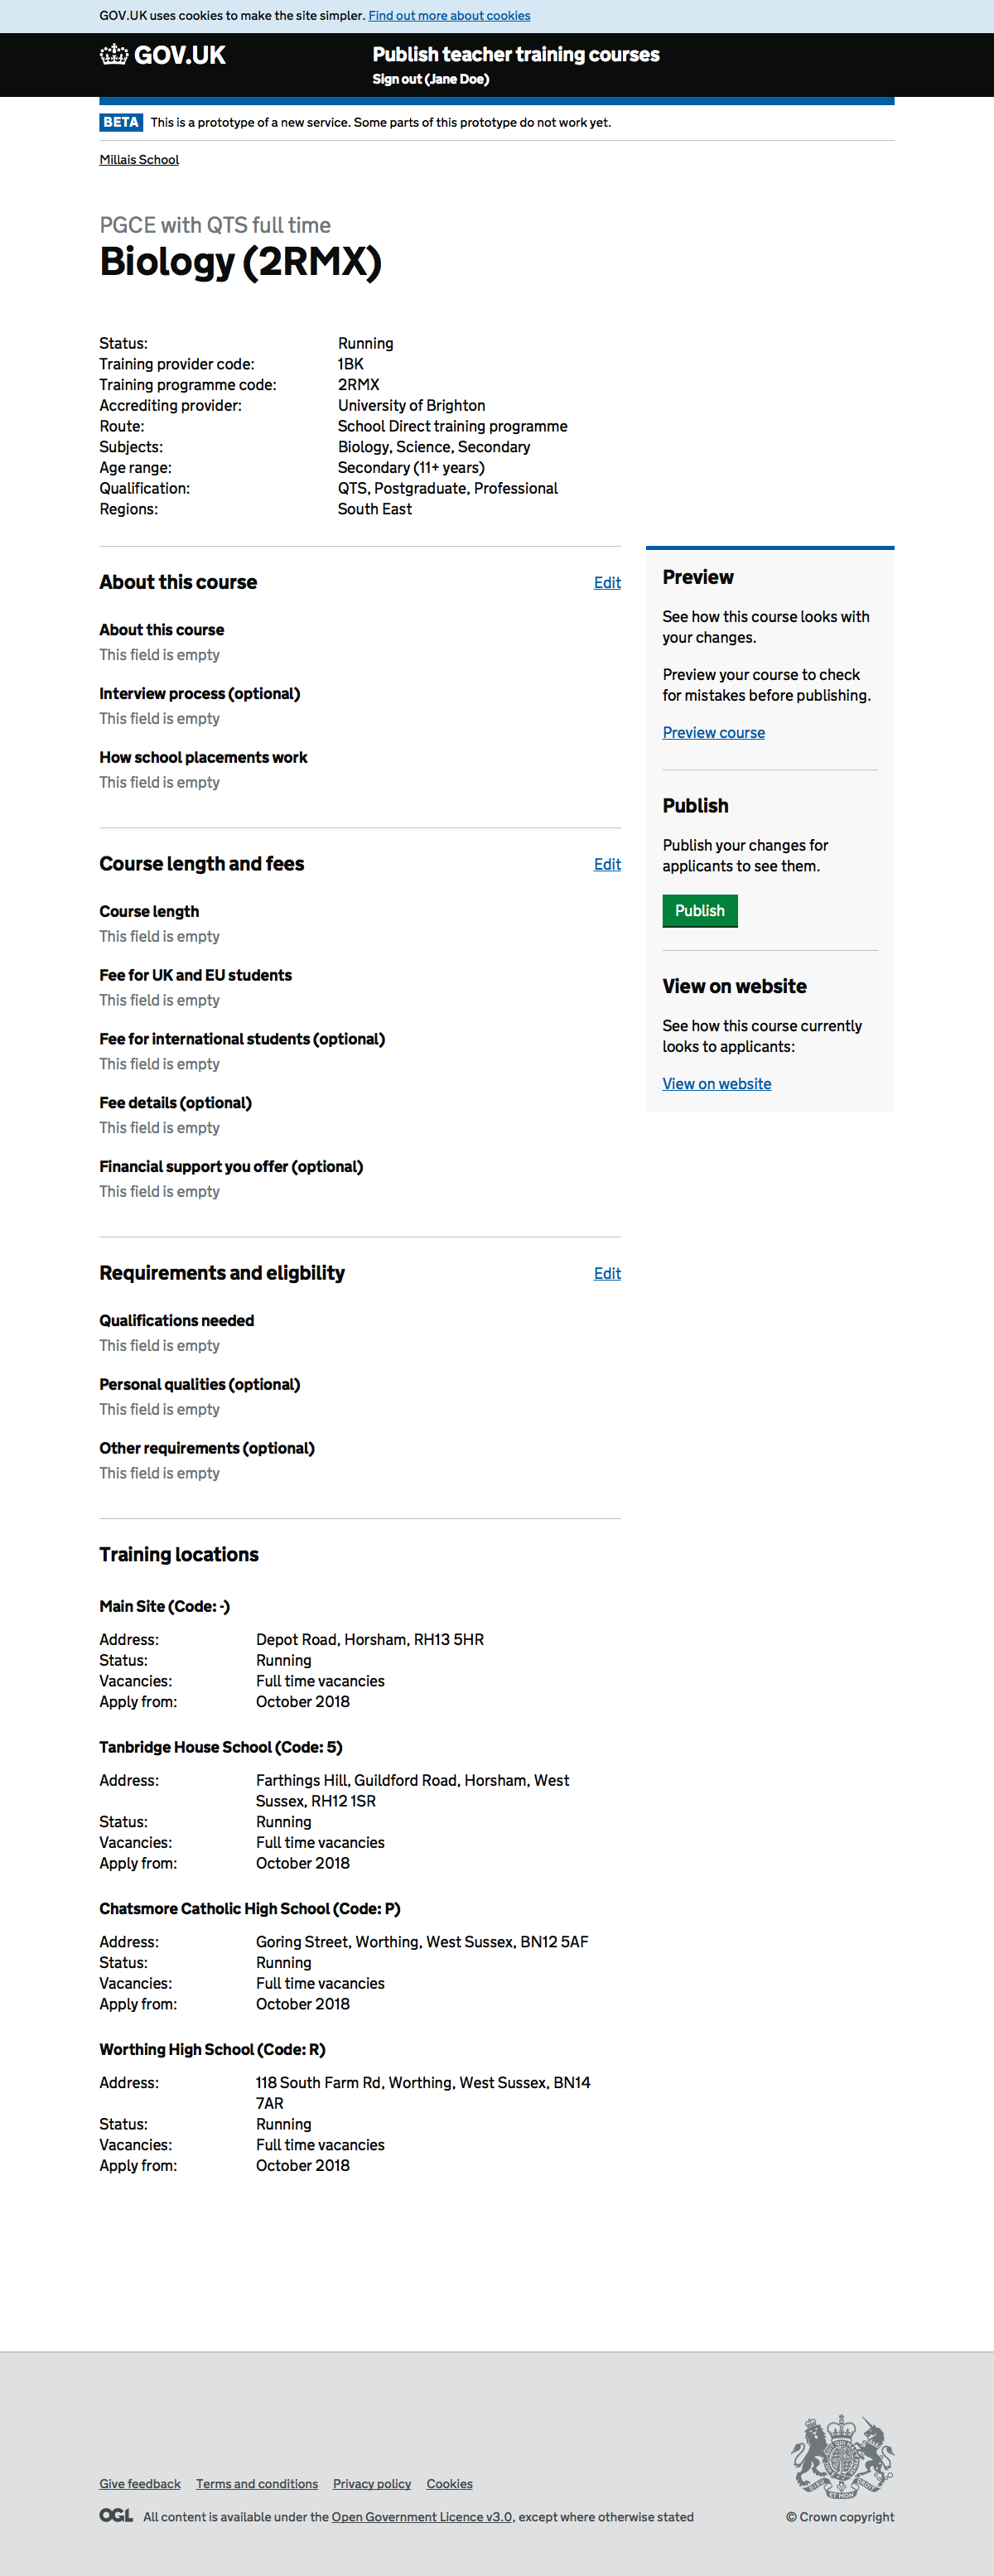 GOV.UK uses cookies to make the site simpler. Find out more about cookies
GOV.UK
Publish teacher training courses
Sign out (Jane Doe)
BETA This is a prototype of a new service. Some parts of this prototype do not work yet.
Millais School
PGCE with QTS full time
Biology (2RMX)
Status: Running
Training provider code: 1BK
Training programme code: 2RMX
Accrediting provider: University of Brighton
Route: School Direct training programme
Subjects: Biology, Science, Secondary
Age range: Secondary (11+ years)
Qualification: QTS, Postgraduate, Professional
Regions: South East
About this course Edit
About this course
This field is empty
Interview process (optional)
This field is empty
How school placements work
This field is empty
Course length and fees Edit
Course length
This field is empty
Fee for UK and EU students
This field is empty
Fee for international students (optional)
This field is empty
Fee details (optional)
This field is empty
Financial support you offer (optional)
This field is empty
Requirements and eligbility Edit
Qualifications needed
This field is empty
Personal qualities (optional)
This field is empty
Other requirements (optional)
This field is empty
Training locations
Main Site (Code: -)
Address: Depot Road, Horsham, RH13 5HR
Status: Running
Vacancies: Full time vacancies
Apply from: October 2018
Tanbridge House School (Code: 5)
Address: Farthings Hill, Guildford Road, Horsham, West
Sussex, RH12 1SR
Status: Running
Vacancies: Full time vacancies
Apply from: October 2018
Chatsmore Catholic High School (Code: P)
Address: Goring Street, Worthing, West Sussex, BN12 5AF
Status: Running
Vacancies: Full time vacancies
Apply from: October 2018
Worthing High School (Code: R)
Address: 118 South Farm Rd, Worthing, West Sussex, BN14
7AR
Status: Running
Vacancies: Full time vacancies
Apply from: October 2018
Preview
See how this course looks with
your changes.
Preview your course to check
for mistakes before publishing.
Preview course
Publish
Publish your changes for
applicants to see them.
Publish
View on website
See how this course currently
looks to applicants:
View on website
Give feedback Terms and conditions Privacy policy Cookies
OGL All content is available under the Open Government Licence v3.0, except where otherwise stated
© Crown copyright